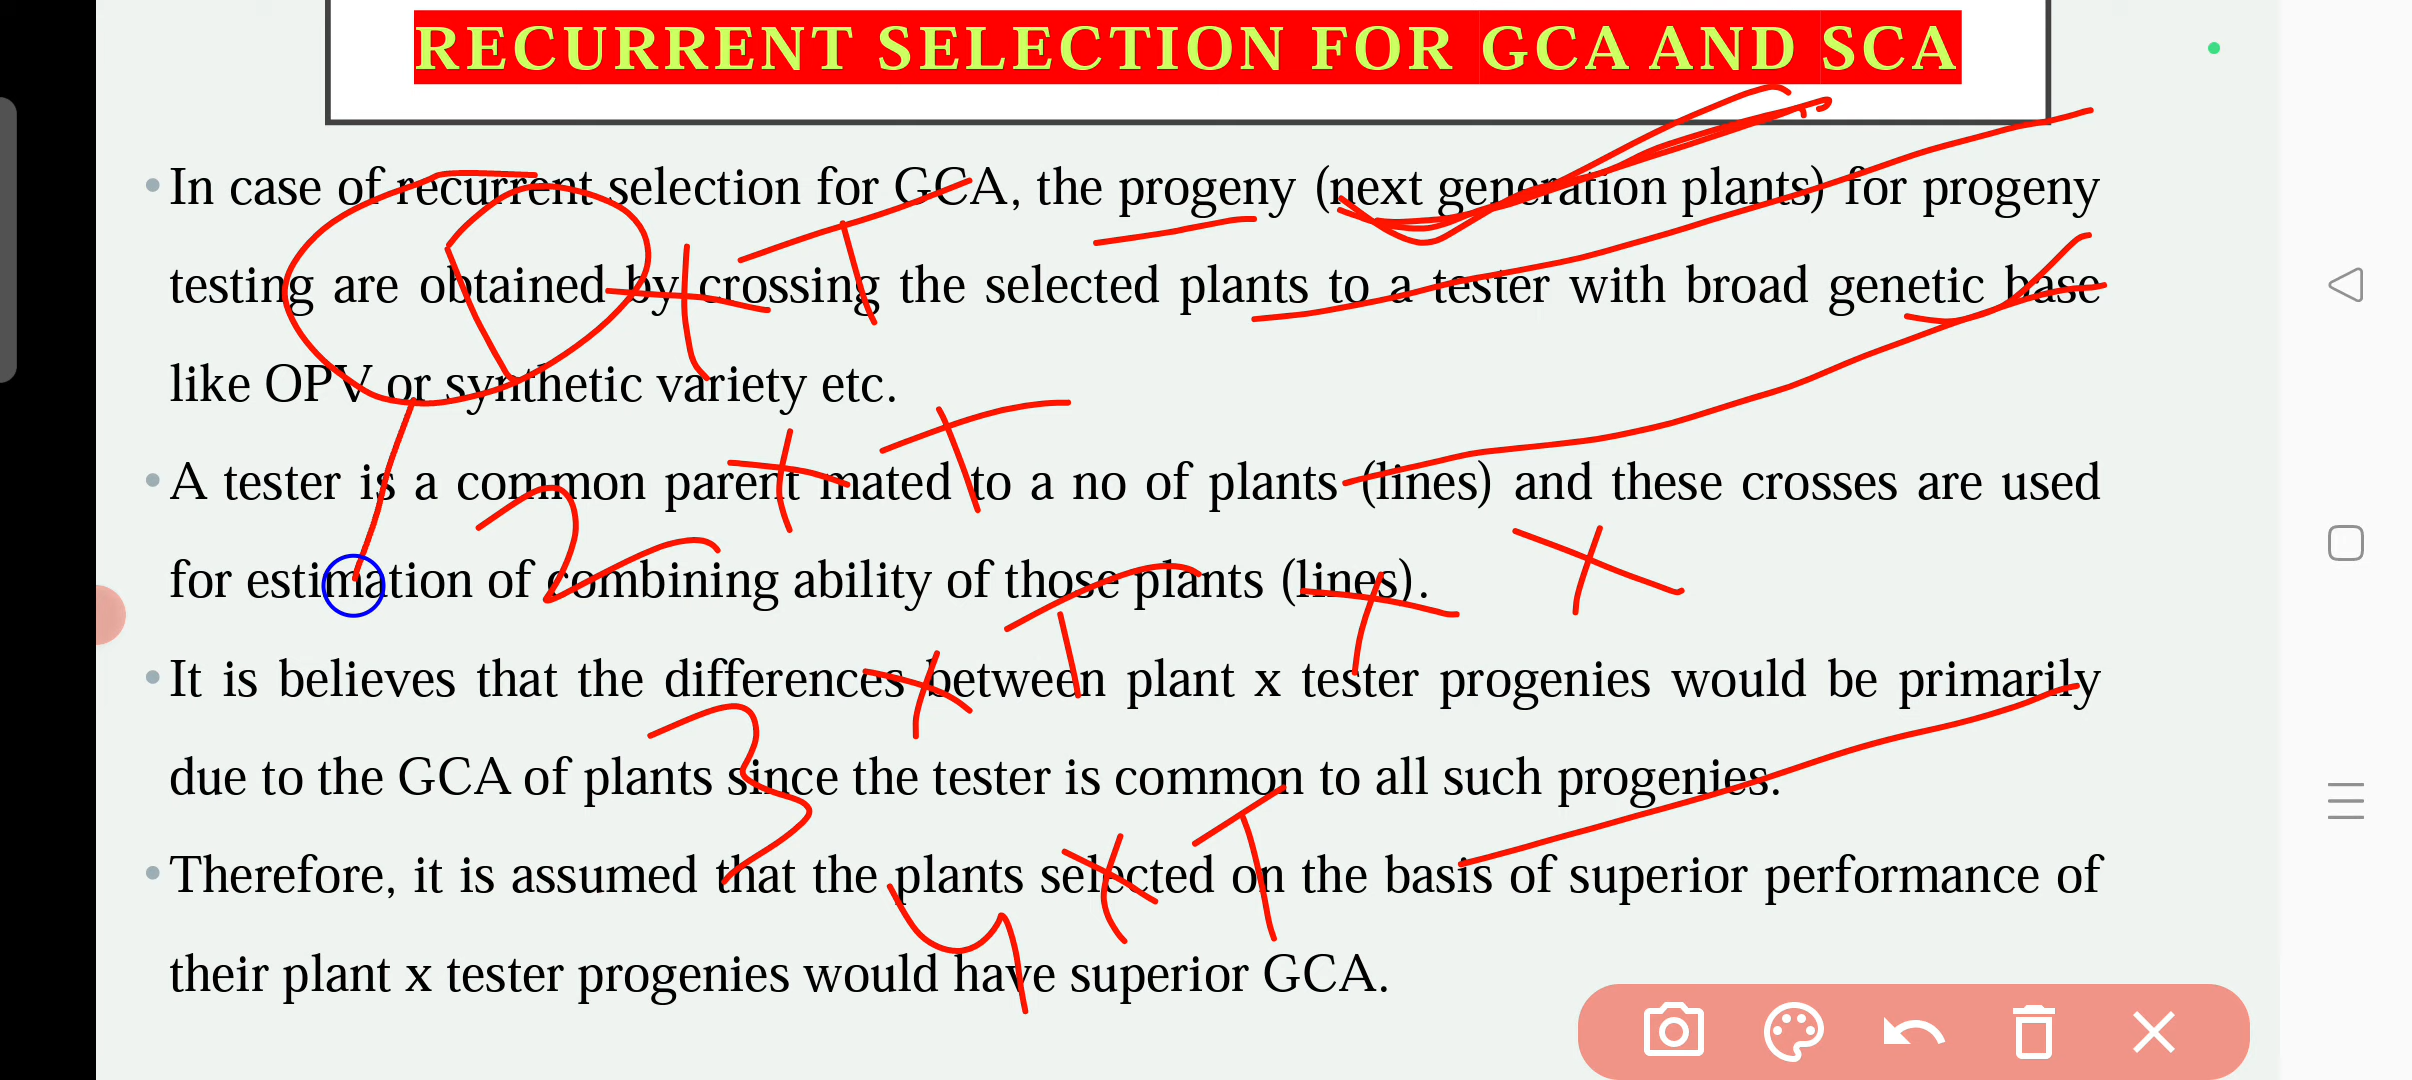 RECURRENT SELECTION FOR GCA AND SCA
• In case of recurrent selection for GCA, the progeny (next generation plants) for progeny
testing are obtained by crossing the selected plants to a tester with broad genetic base
like OPV or synthetic variety etc.
• A tester is a common parent mated to a no of plants (lines) and these crosses are used
for estimation of combining ability of those plants (lines).
• It is believes that the differences between plant x tester progenies would be primarily
due to the GCA of plants since the tester is common to all such progenies.
• Therefore, it is assumed that the plants selected on the basis of superior performance of
their plant x tester progenies would have superior GCA.
1 x T
2 x T
3 x T
4 x T